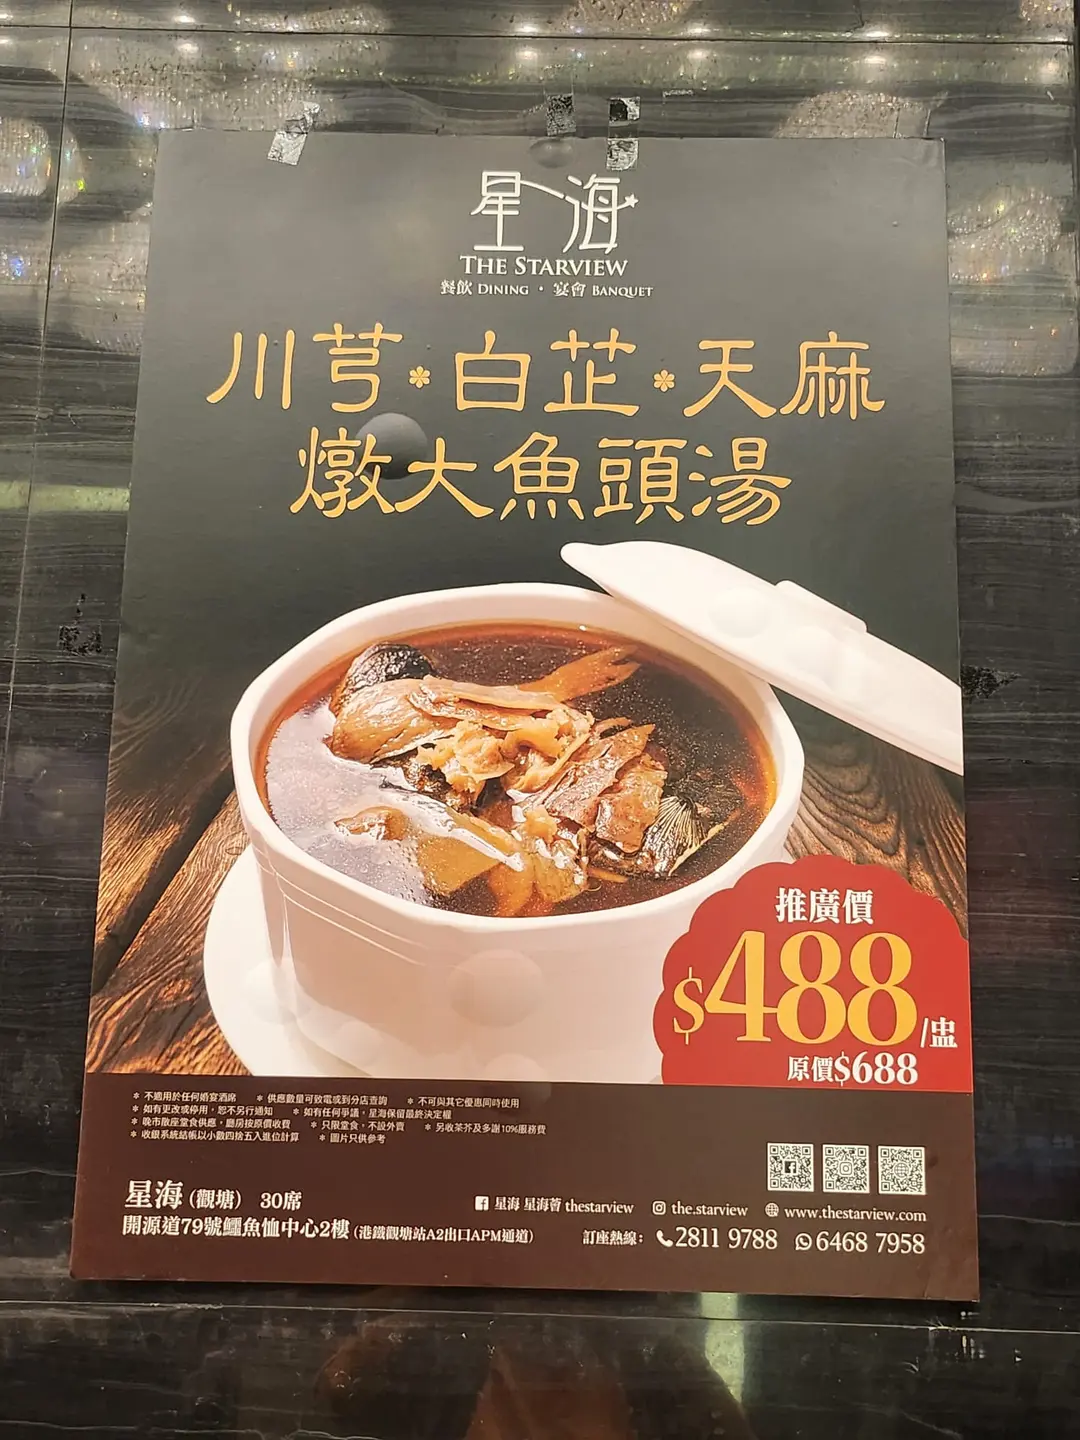 星海
THE STARVIEW
餐飲 DINING · 宴會 BANQUET
川芎*白芷*天麻
燉大魚頭湯
推廣價
$488/盅
原價$688
* 不適用於任何婚宴酒席 * 供應數量可致電或到分店查詢 * 不可與其它優惠同時使用
* 如有更改或停用，恕不另行通知 * 如有任何爭議，星海保留最終決定權
* 晚市散座堂食供應，廳房按原價收費 * 只限堂食，不設外賣 * 另收茶芥及多謝10%服務費
* 收銀系統結帳以小數四捨五入進位計算 * 圖片只供參考
星海(觀塘) 30席
開源道79號鱷魚恤中心2樓(港鐵觀塘站A2出口APM通道)
星海 星海薈 thestarview the.starview www.thestarview.com
訂座熱線： 2811 9788 6468 7958